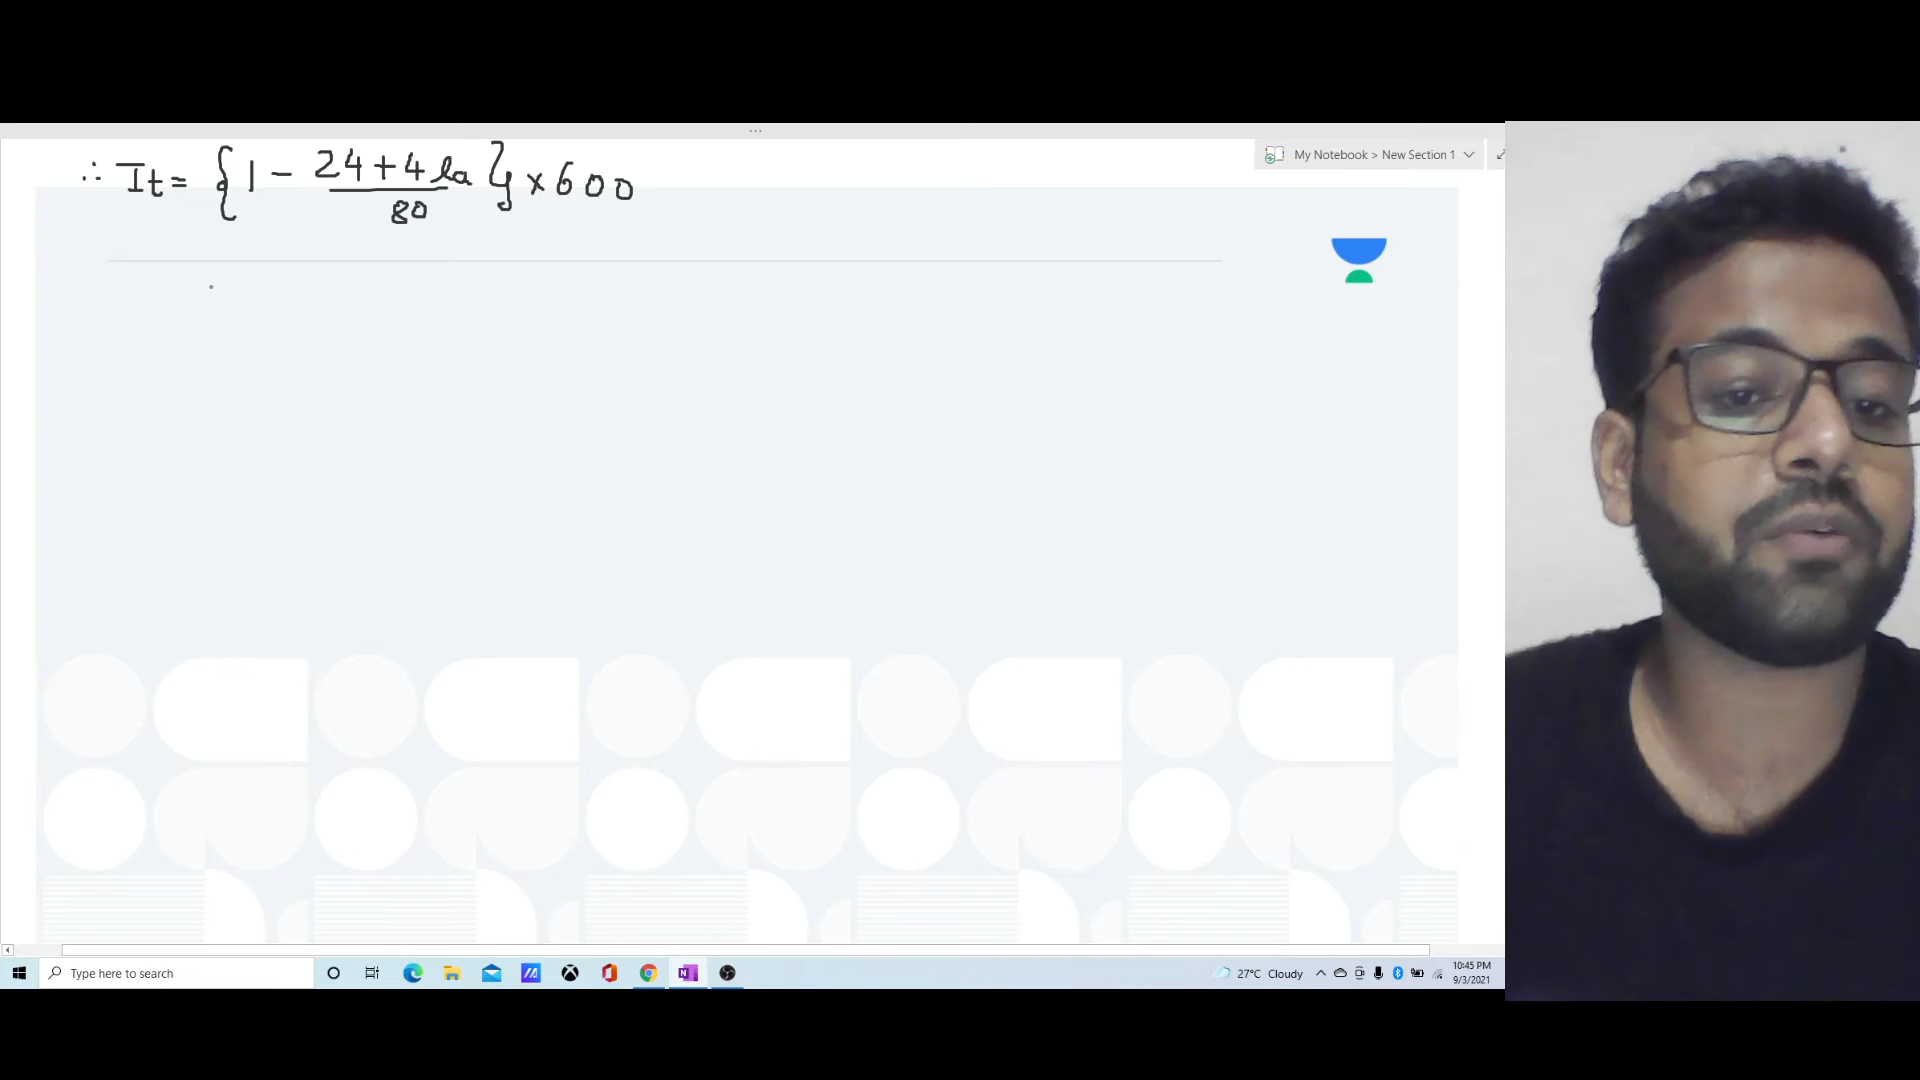 ...
My Notebook > New Section 1
∴ It = {1 - 24+4la / 80} × 600
Type here to search
27°C Cloudy
10:45 PM
9/3/2021